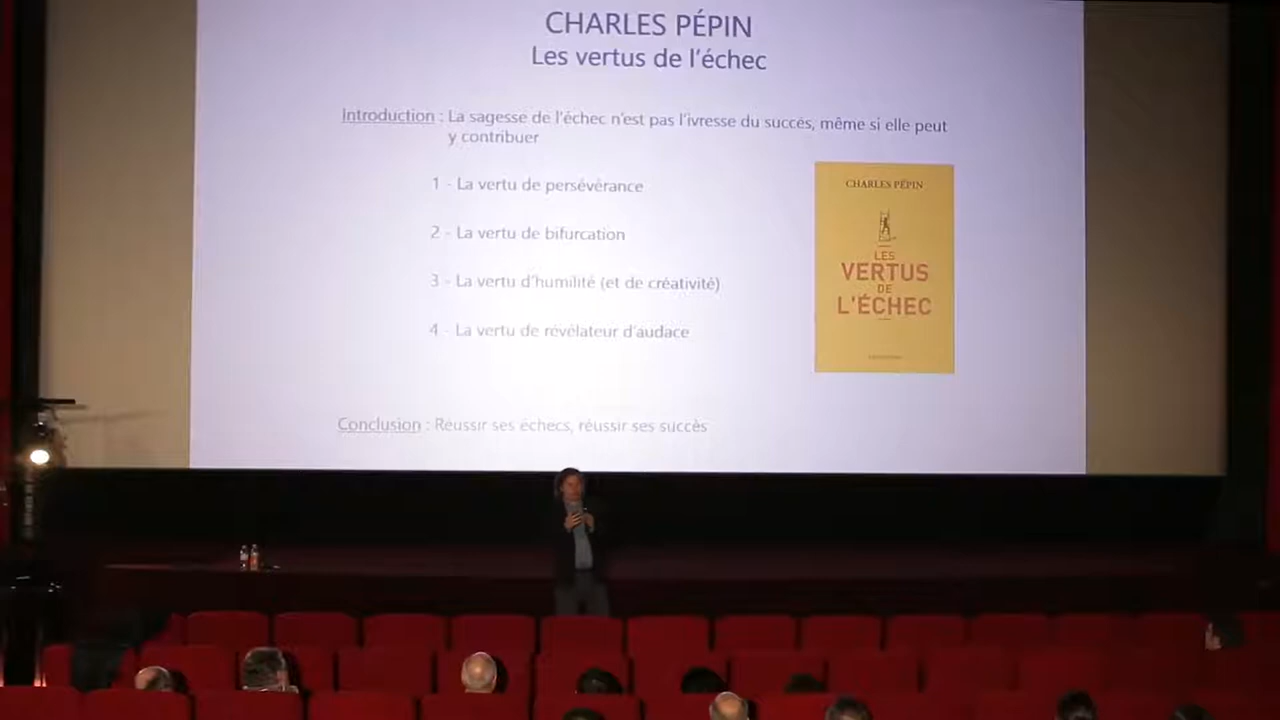 CHARLES PÉPIN
Les vertus de l'échec
Introduction : La sagesse de l'échec n'est pas l'ivresse du succès, même si elle peut
y contribuer
1 - La vertu de persévérance
2 - La vertu de bifurcation
3 - La vertu d'humilité (et de créativité)
4 - La vertu de révélateur d'audace
Conclusion : Réussir ses échecs, réussir ses succès
CHARLES PÉPIN
LES
VERTUS
DE
L'ÉCHEC